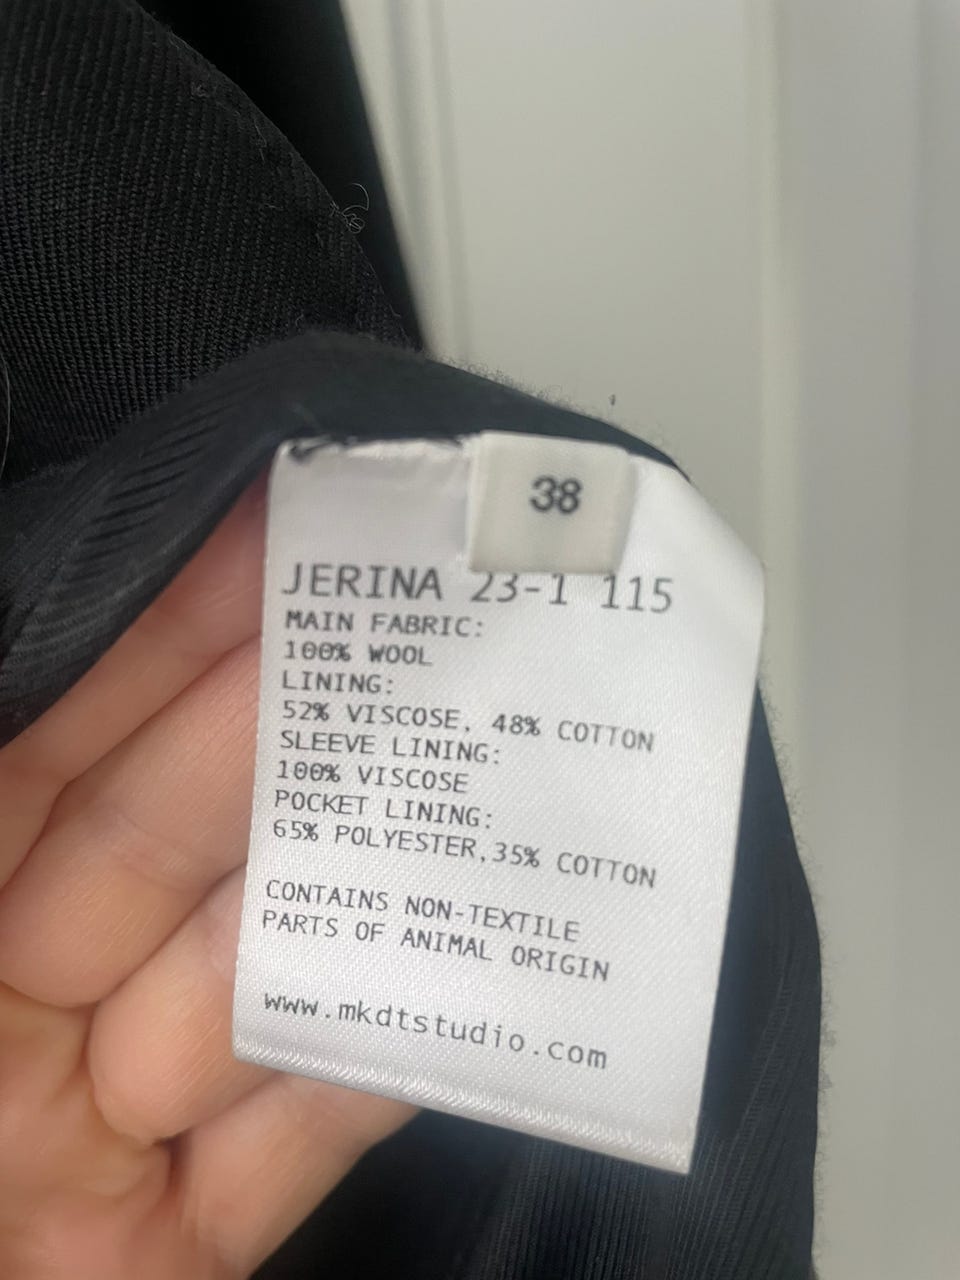 38
JERINA 23-1 115
MAIN FABRIC:
100% WOOL
LINING:
52% VISCOSE, 48% COTTON
SLEEVE LINING:
100% VISCOSE
POCKET LINING:
65% POLYESTER,35% COTTON
CONTAINS NON-TEXTILE
PARTS OF ANIMAL ORIGIN
www.mkdtstudio.com